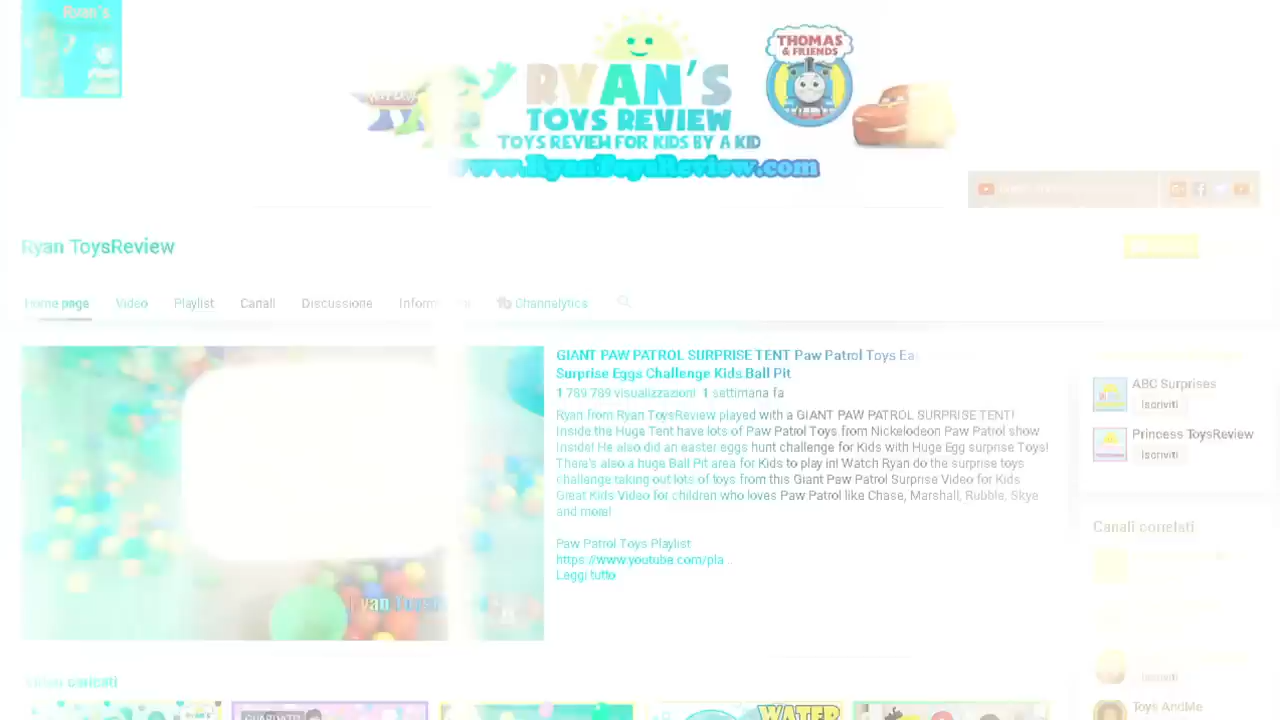 Ryan's
THOMAS
& FRIENDS
RYAN'S
TOYS REVIEW
TOYS REVIEW FOR KIDS BY A KID
www.RyanToysReview.com
Ryan ToysReview
Home page Video Playlist Canali Discussione Channelytics
GIANT PAW PATROL SURPRISE TENT Paw Patrol Toys
Surprise Eggs Challenge Kids Ball Pit
1 789 789 visualizzazioni 1 settimana fa
Ryan from Ryan ToysReview played with a GIANT PAW PATROL SURPRISE TENT!
Inside the Huge Tent have lots of Paw Patrol Toys from Nickelodeon Paw Patrol show
Inside! He also did an easter eggs hunt challenge for Kids with Huge Egg surprise Toys!
There's also a huge Ball Pit area for Kids to play in! Watch Ryan do the surprise toys
challenge taking out lots of toys from this Giant Paw Patrol Surprise Video for Kids
Great Kids Video for children who loves Paw Patrol like Chase, Marshall, Rubble, Skye
and more!
Paw Patrol Toys Playlist
https://www.youtube.com/pla...
Leggi tutto
ABC Surprises
Iscriviti
Princess ToysReview
Iscriviti
Canali correlati
Iscriviti
Toys AndMe
Video caricati
WATER